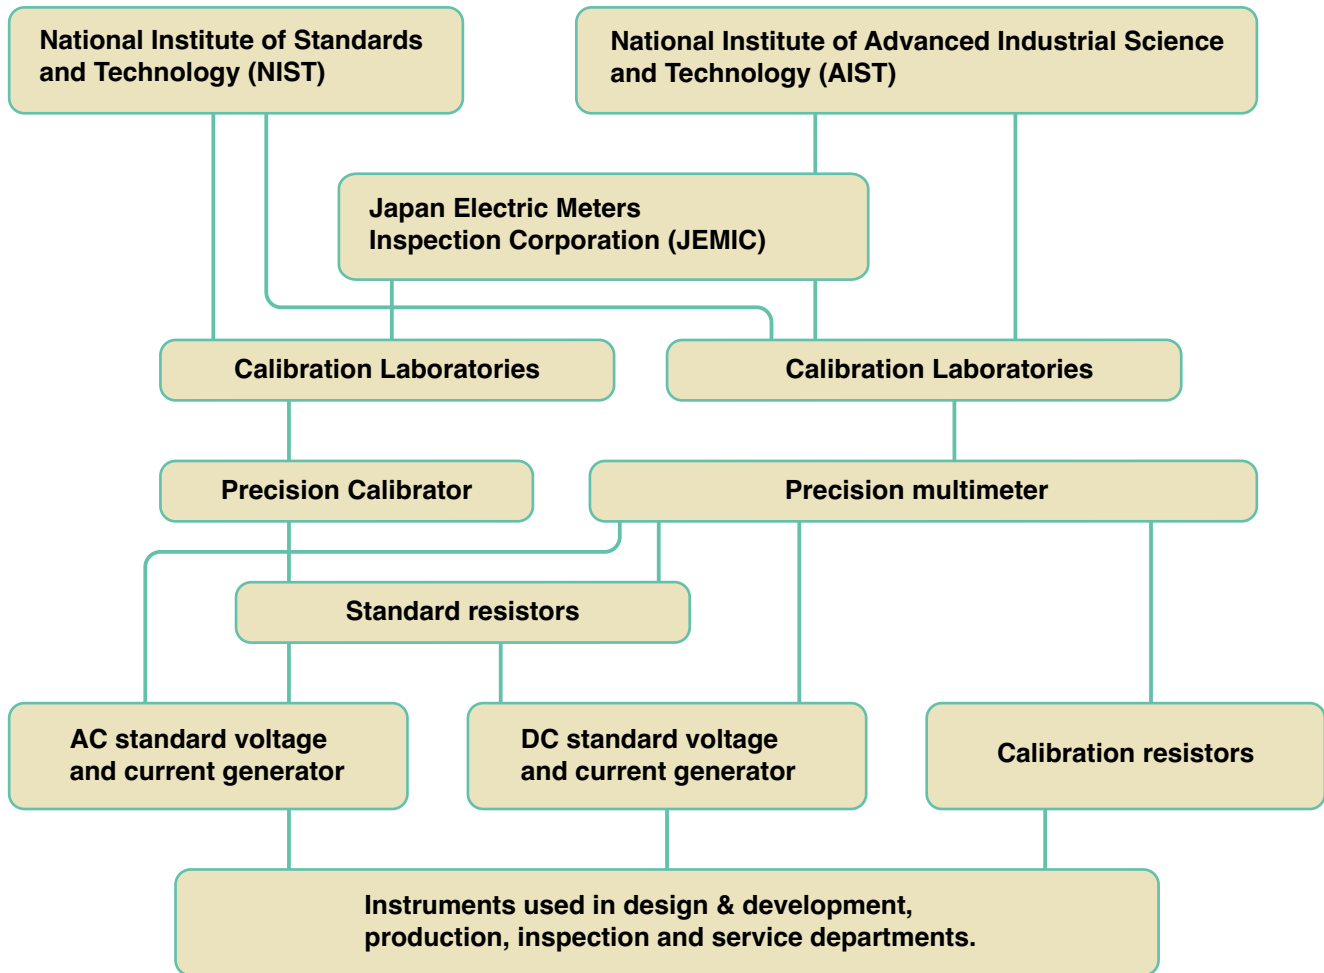 National Institute of Standards
and Technology (NIST)
National Institute of Advanced Industrial Science
and Technology (AIST)
Japan Electric Meters
Inspection Corporation (JEMIC)
Calibration Laboratories
Calibration Laboratories
Precision Calibrator
Precision multimeter
Standard resistors
AC standard voltage
and current generator
DC standard voltage
and current generator
Calibration resistors
Instruments used in design & development,
production, inspection and service departments.